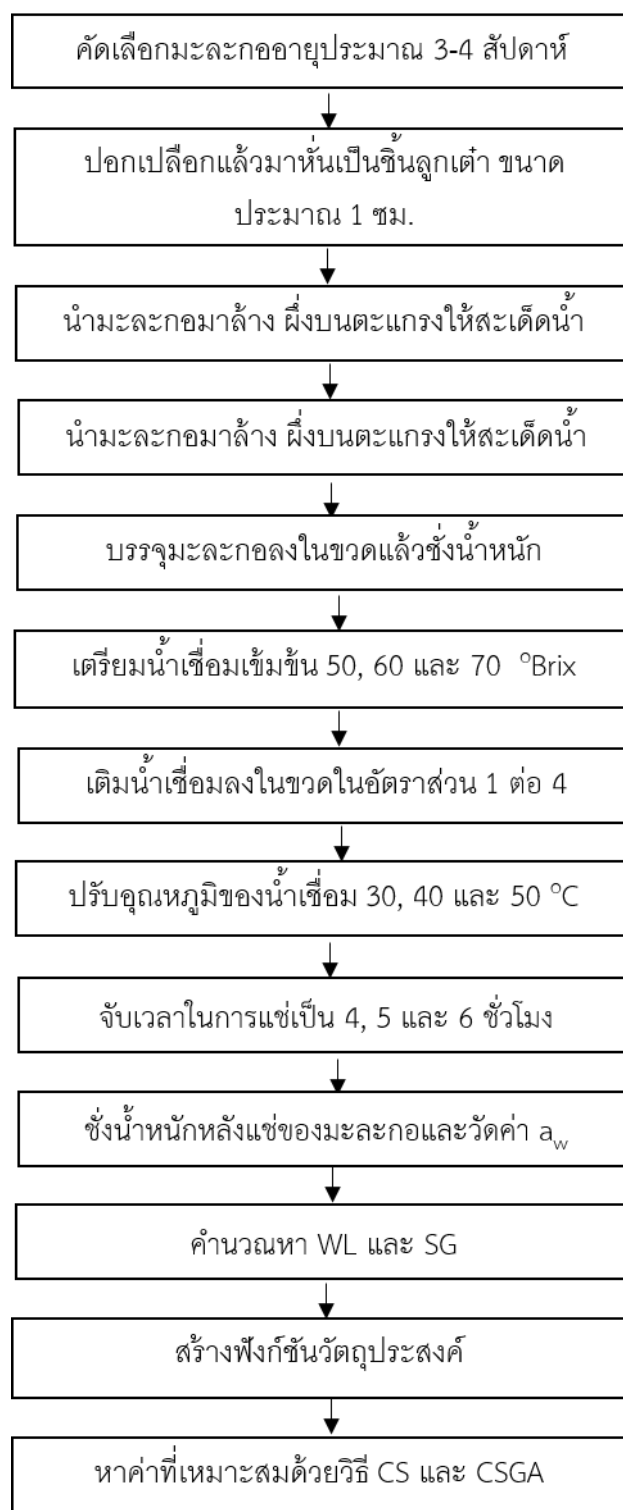 คัดเลือกมะละกออายุประมาณ 3-4 สัปดาห์
ปอกเปลือกแล้วมาหั่นเป็นชิ้นลูกเต๋า ขนาด
ประมาณ 1 ซม.
นำมะละกอมาล้าง ผึ่งบนตะแกรงให้สะเด็ดน้ำ
นำมะละกอมาล้าง ผึ่งบนตะแกรงให้สะเด็ดน้ำ
บรรจุมะละกอลงในขวดแล้วชั่งน้ำหนัก
เตรียมน้ำเชื่อมเข้มข้น 50, 60 และ 70 °Brix
เติมน้ำเชื่อมลงในขวดในอัตราส่วน 1 ต่อ 4
ปรับอุณหภูมิของน้ำเชื่อม 30, 40 และ 50 °C
จับเวลาในการแช่เป็น 4, 5 และ 6 ชั่วโมง
ชั่งน้ำหนักหลังแช่ของมะละกอและวัดค่า a_w
คำนวณหา WL และ SG
สร้างฟังก์ชันวัตถุประสงค์
หาค่าที่เหมาะสมด้วยวิธี CS และ CSGA